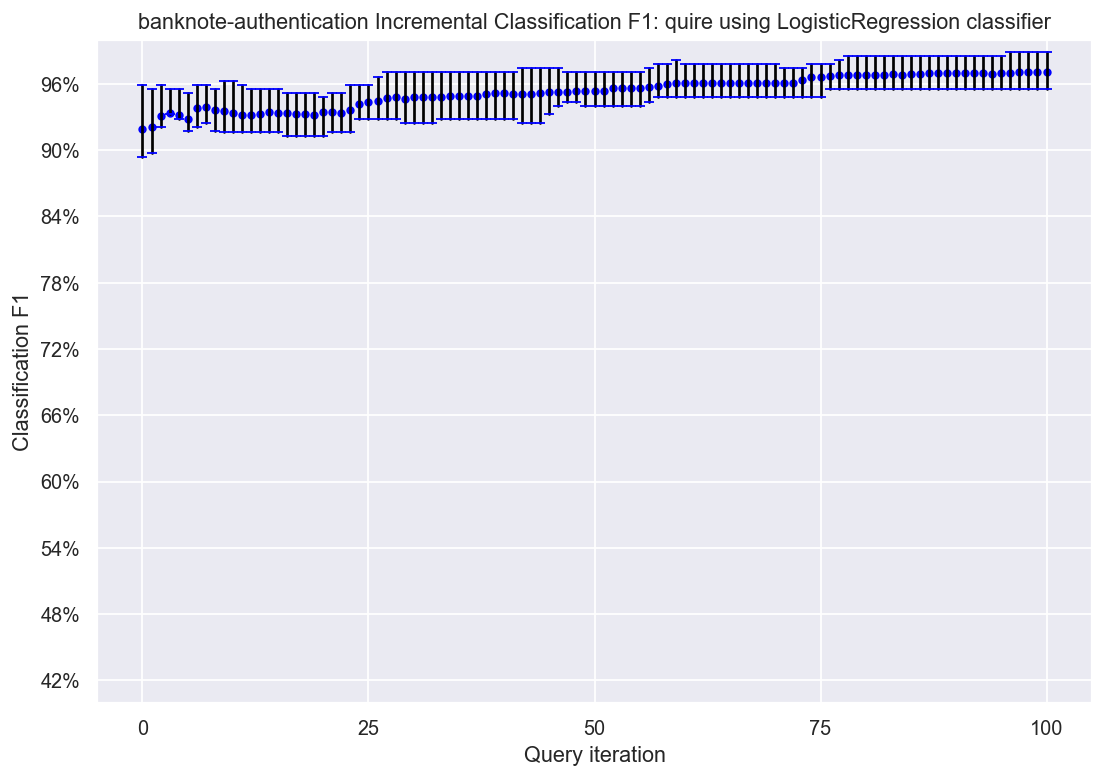 banknote-authentication Incremental Classification F1: quire using LogisticRegression classifier
96%
90%
84%
78%
72%
66%
60%
54%
48%
42%
Classification F1
0 25 50 75 100
Query iteration